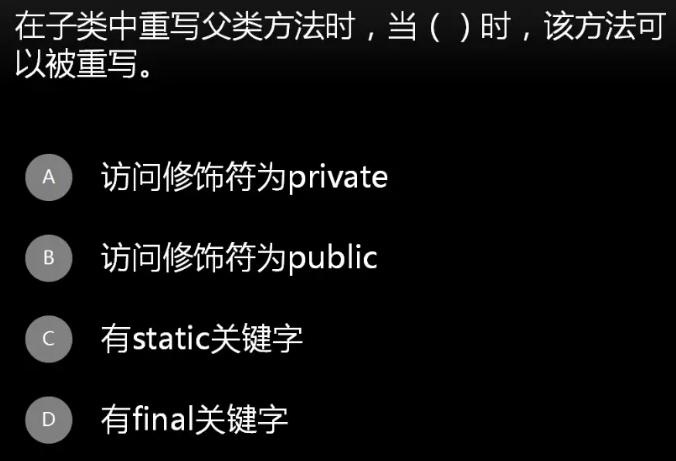 在子类中重写父类方法时，当（ ）时，该方法可
以被重写。
A 访问修饰符为private
B 访问修饰符为public
C 有static关键字
D 有final关键字